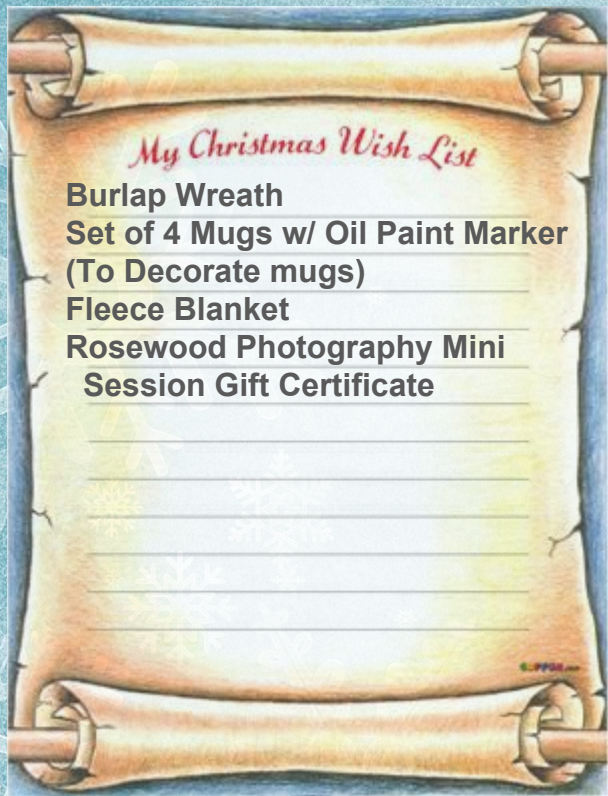 My Christmas Wish List
Burlap Wreath
Set of 4 Mugs w/ Oil Paint Marker
(To Decorate mugs)
Fleece Blanket
Rosewood Photography Mini
Session Gift Certificate